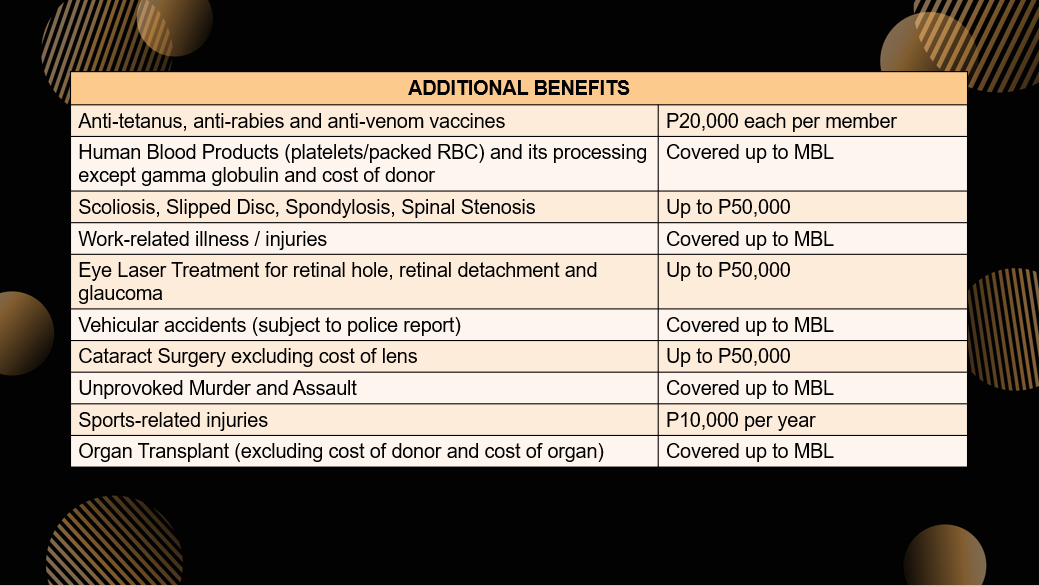 ADDITIONAL BENEFITS
Anti-tetanus, anti-rabies and anti-venom vaccines
P20,000 each per member
Human Blood Products (platelets/packed RBC) and its processing
except gamma globulin and cost of donor
Covered up to MBL
Scoliosis, Slipped Disc, Spondylosis, Spinal Stenosis
Up to P50,000
Work-related illness / injuries
Covered up to MBL
Eye Laser Treatment for retinal hole, retinal detachment and
glaucoma
Up to P50,000
Vehicular accidents (subject to police report)
Covered up to MBL
Cataract Surgery excluding cost of lens
Up to P50,000
Unprovoked Murder and Assault
Covered up to MBL
Sports-related injuries
P10,000 per year
Organ Transplant (excluding cost of donor and cost of organ)
Covered up to MBL